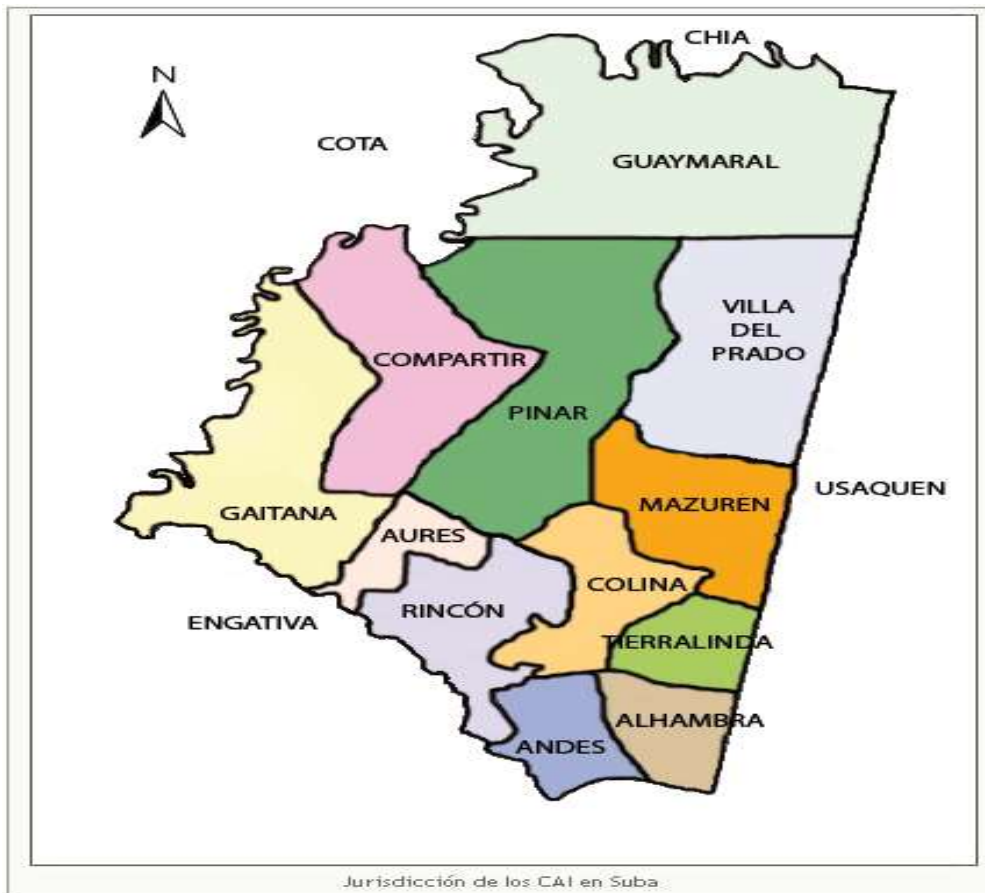 CHIA
N
COTA
GUAYMARAL
VILLA
DEL
PRADO
COMPARTIR
PINAR
USAQUEN
MAZUREN
GAITANA
AURES
COLINA
RINCÓN
ENGATIVA
TIERRALINDA
ALHAMBRA
ANDES
Jurisdicción de los CAI en Suba